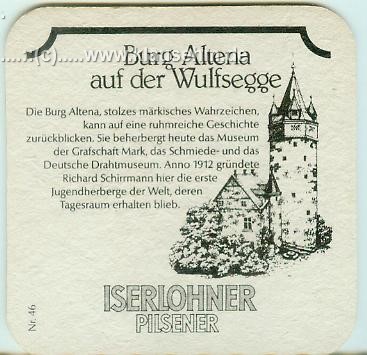 Burg Altena
auf der Wulfsegge
Die Burg Altena, stolzes märkisches Wahrzeichen,
kann auf eine ruhmreiche Geschichte
zurückblicken. Sie beherbergt heute das Museum
der Grafschaft Mark, das Schmiede- und das
Deutsche Drahtmuseum. Anno 1912 gründete
Richard Schirrmann hier die erste
Jugendherberge der Welt, deren
Tagesraum erhalten blieb.
ISERLOHNER
PILSENER
Nr. 46